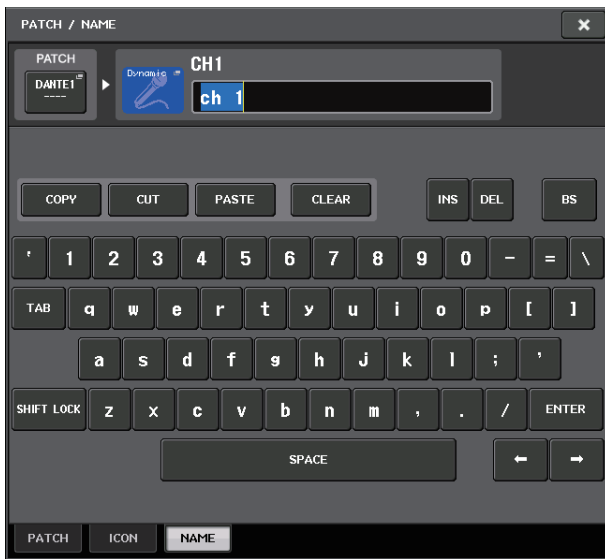 PATCH / NAME
PATCH
DANTE1
----
Dynamic
CH1
ch 1
COPY CUT PASTE CLEAR INS DEL BS
' 1 2 3 4 5 6 7 8 9 0 - = \
TAB q w e r t y u i o p [ ]
a s d f g h j k l ; '
SHIFT LOCK z x c v b n m , . / ENTER
SPACE ← →
PATCH ICON NAME